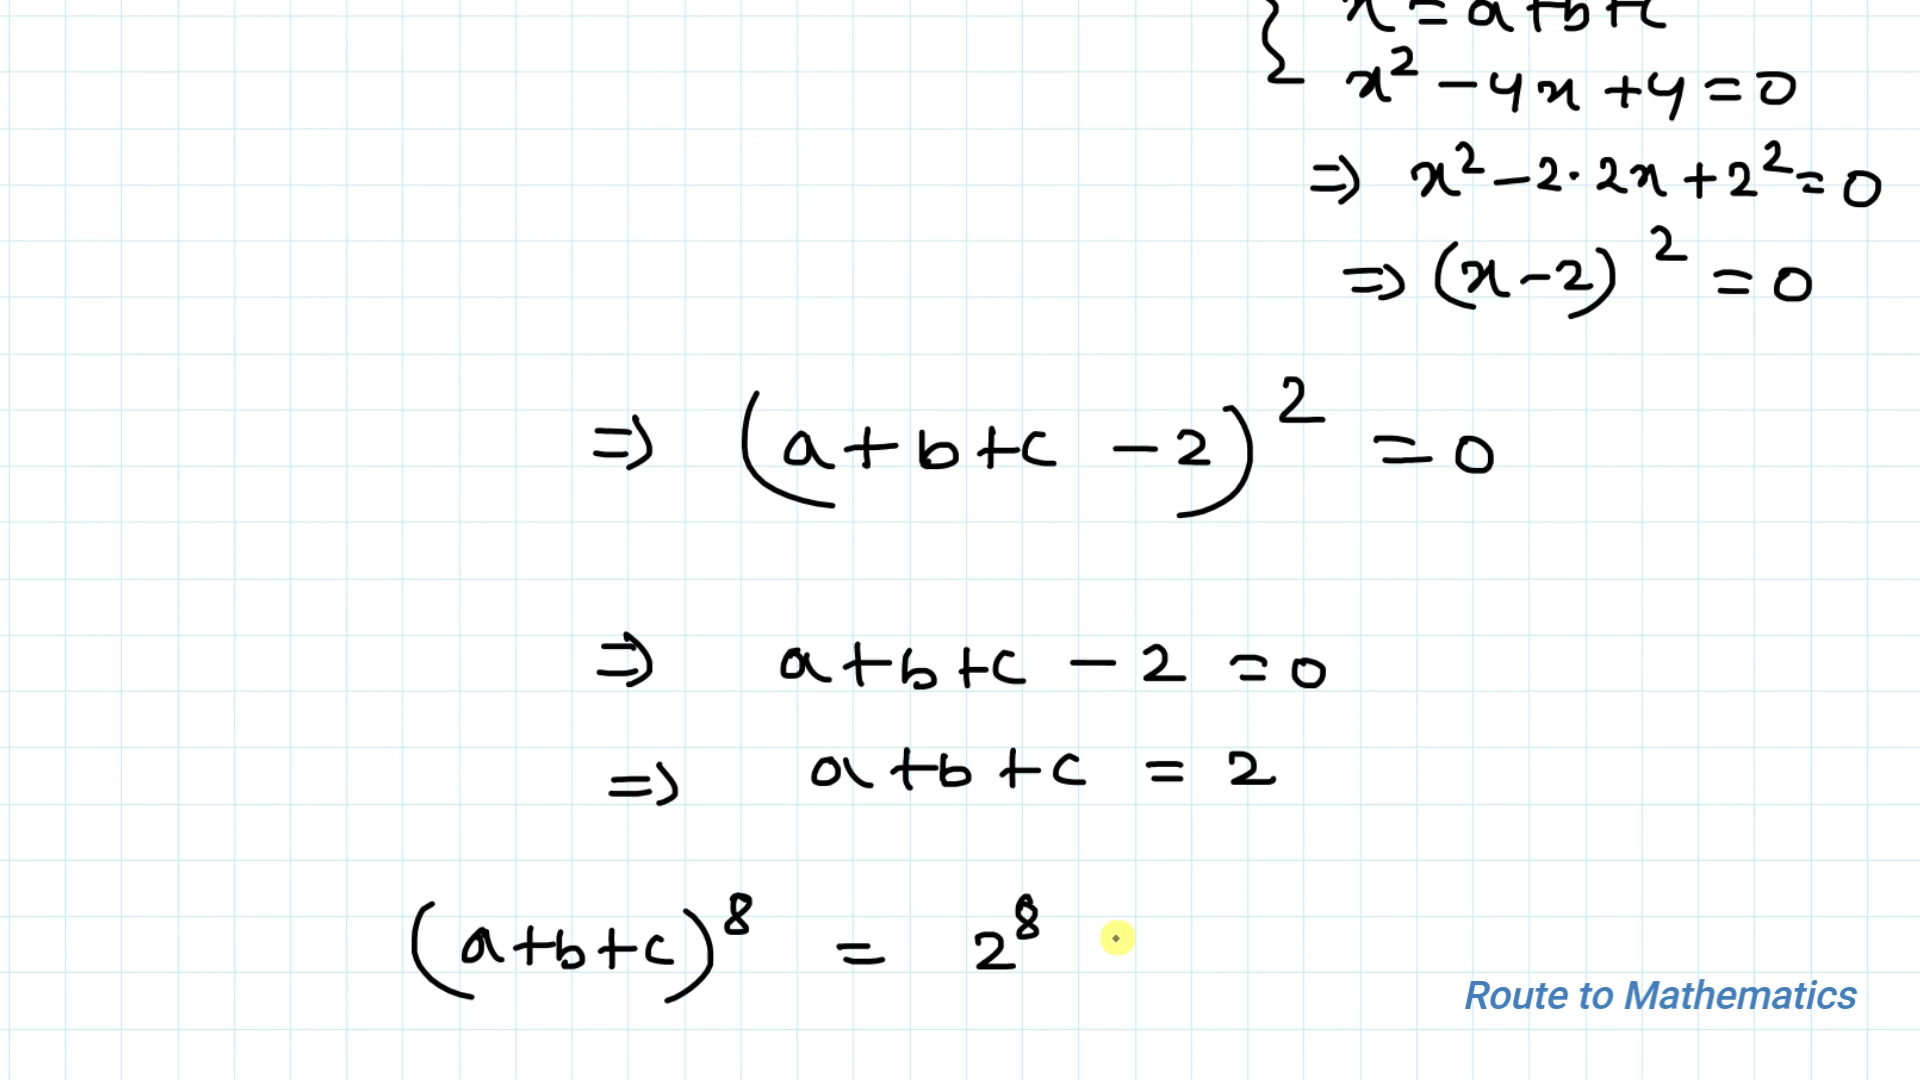 x = a+b+c
x² - 4x + 4 = 0
⇒ x² - 2·2x + 2² = 0
⇒ (x-2)² = 0
⇒ (a+b+c-2)² = 0
⇒ a+b+c-2 = 0
⇒ a+b+c = 2
(a+b+c)⁸ = 2⁸
Route to Mathematics